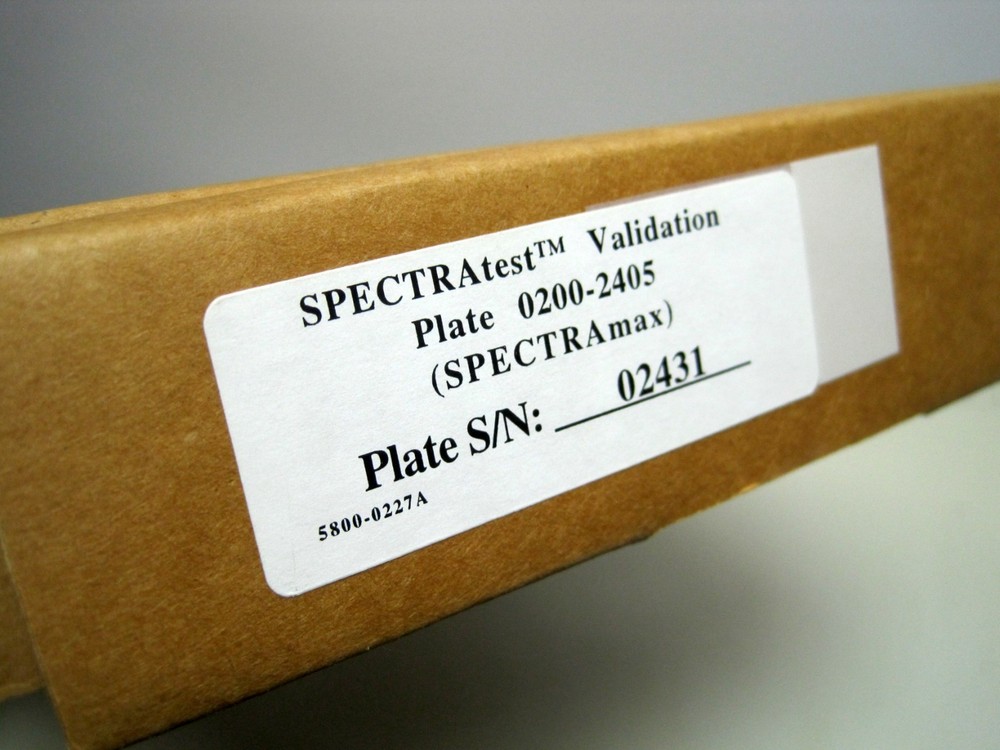 SPECTRAtest™ Validation
Plate 0200-2405
(SPECTRAmax)
Plate S/N: 02431
5800-0227A